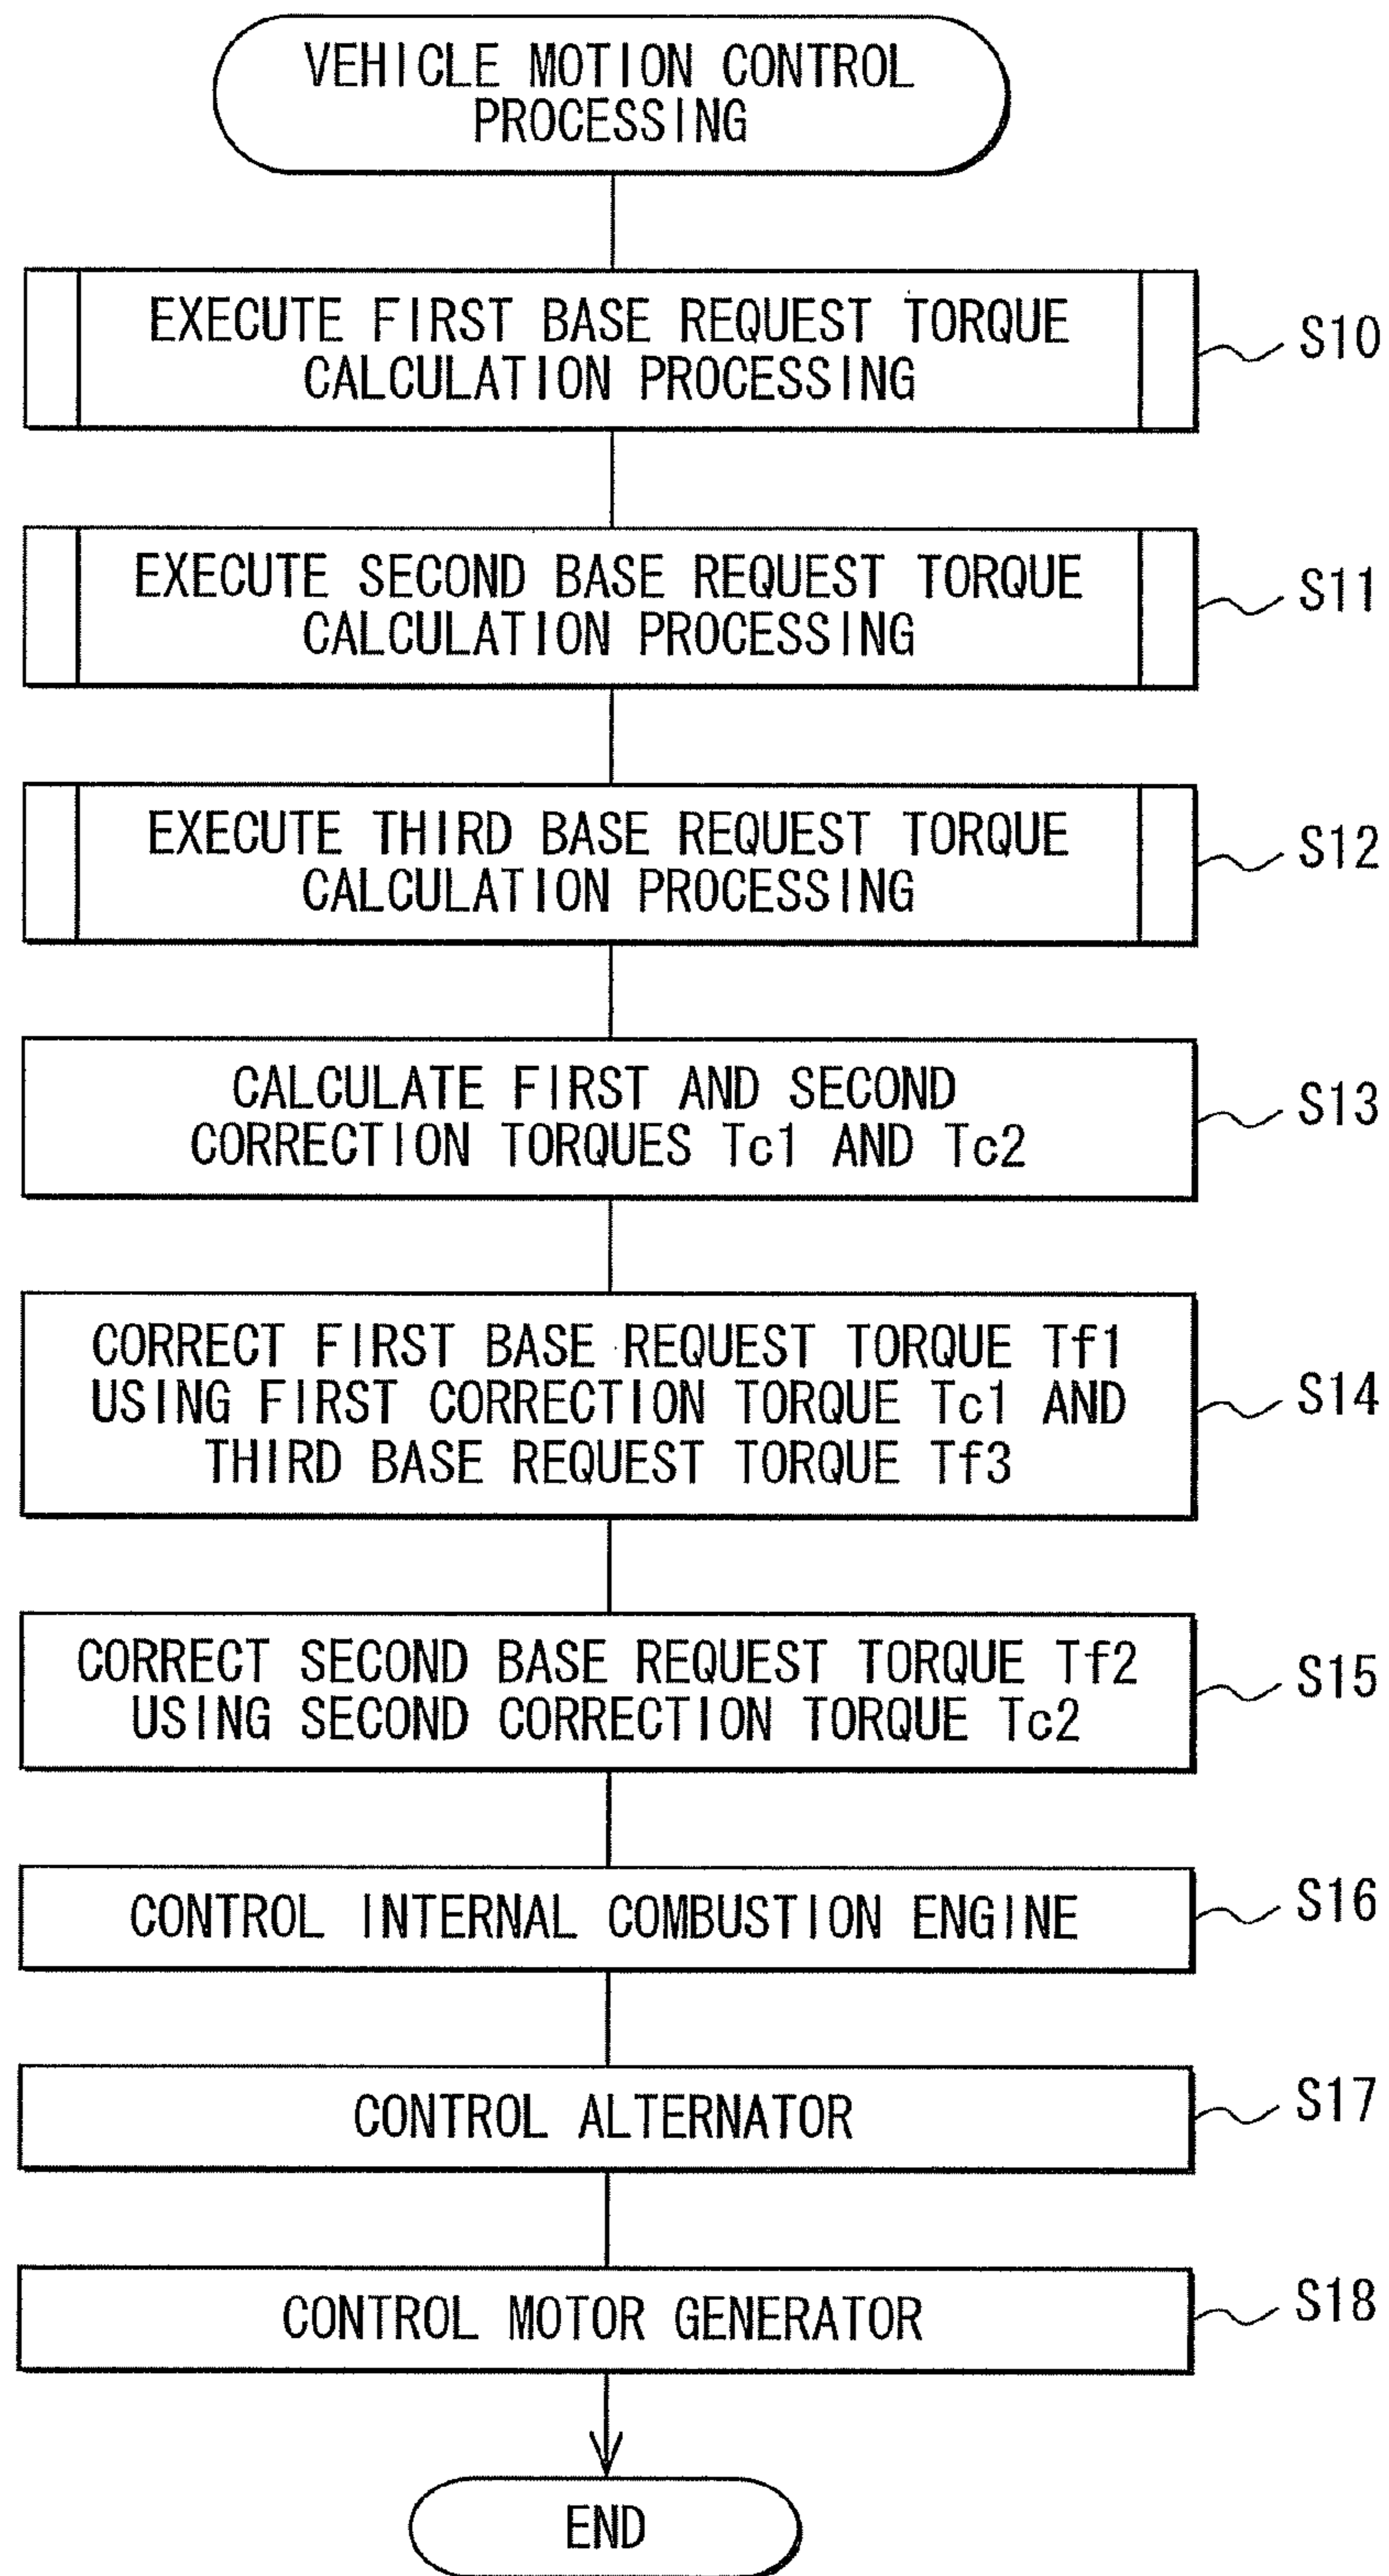 VEHICLE MOTION CONTROL
PROCESSING
EXECUTE FIRST BASE REQUEST TORQUE
CALCULATION PROCESSING
S10
EXECUTE SECOND BASE REQUEST TORQUE
CALCULATION PROCESSING
S11
EXECUTE THIRD BASE REQUEST TORQUE
CALCULATION PROCESSING
S12
CALCULATE FIRST AND SECOND
CORRECTION TORQUES Tc1 AND Tc2
S13
CORRECT FIRST BASE REQUEST TORQUE Tf1
USING FIRST CORRECTION TORQUE Tc1 AND
THIRD BASE REQUEST TORQUE Tf3
S14
CORRECT SECOND BASE REQUEST TORQUE Tf2
USING SECOND CORRECTION TORQUE Tc2
S15
CONTROL INTERNAL COMBUSTION ENGINE
S16
CONTROL ALTERNATOR
S17
CONTROL MOTOR GENERATOR
S18
END